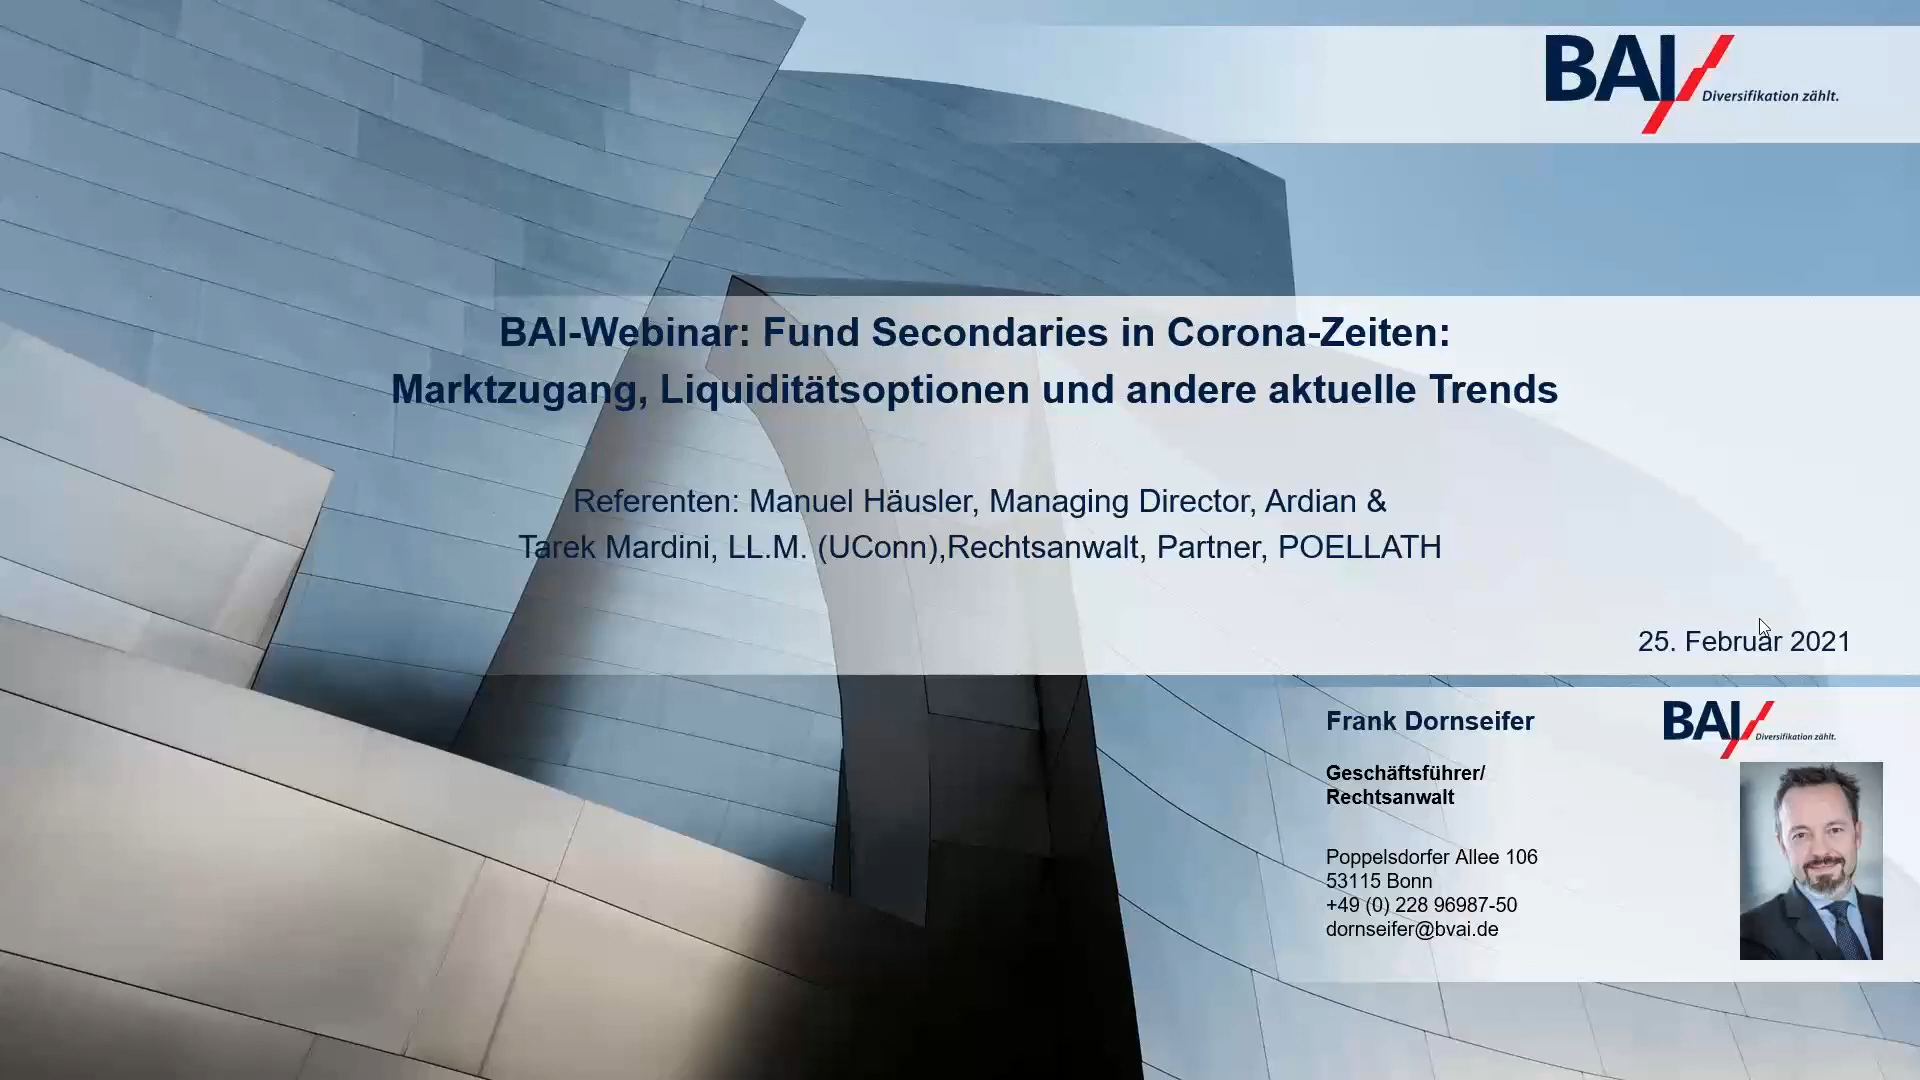 BAI
Diversifikation zählt.
BAI-Webinar: Fund Secondaries in Corona-Zeiten:
Marktzugang, Liquiditätsoptionen und andere aktuelle Trends
Referenten: Manuel Häusler, Managing Director, Ardian &
Tarek Mardini, LL.M. (UConn),Rechtsanwalt, Partner, POELLATH
25. Februar 2021
Frank Dornseifer
BAI
Diversifikation zählt.
Geschäftsführer/
Rechtsanwalt
Poppelsdorfer Allee 106
53115 Bonn
+49 (0) 228 96987-50
dornseifer@bvai.de